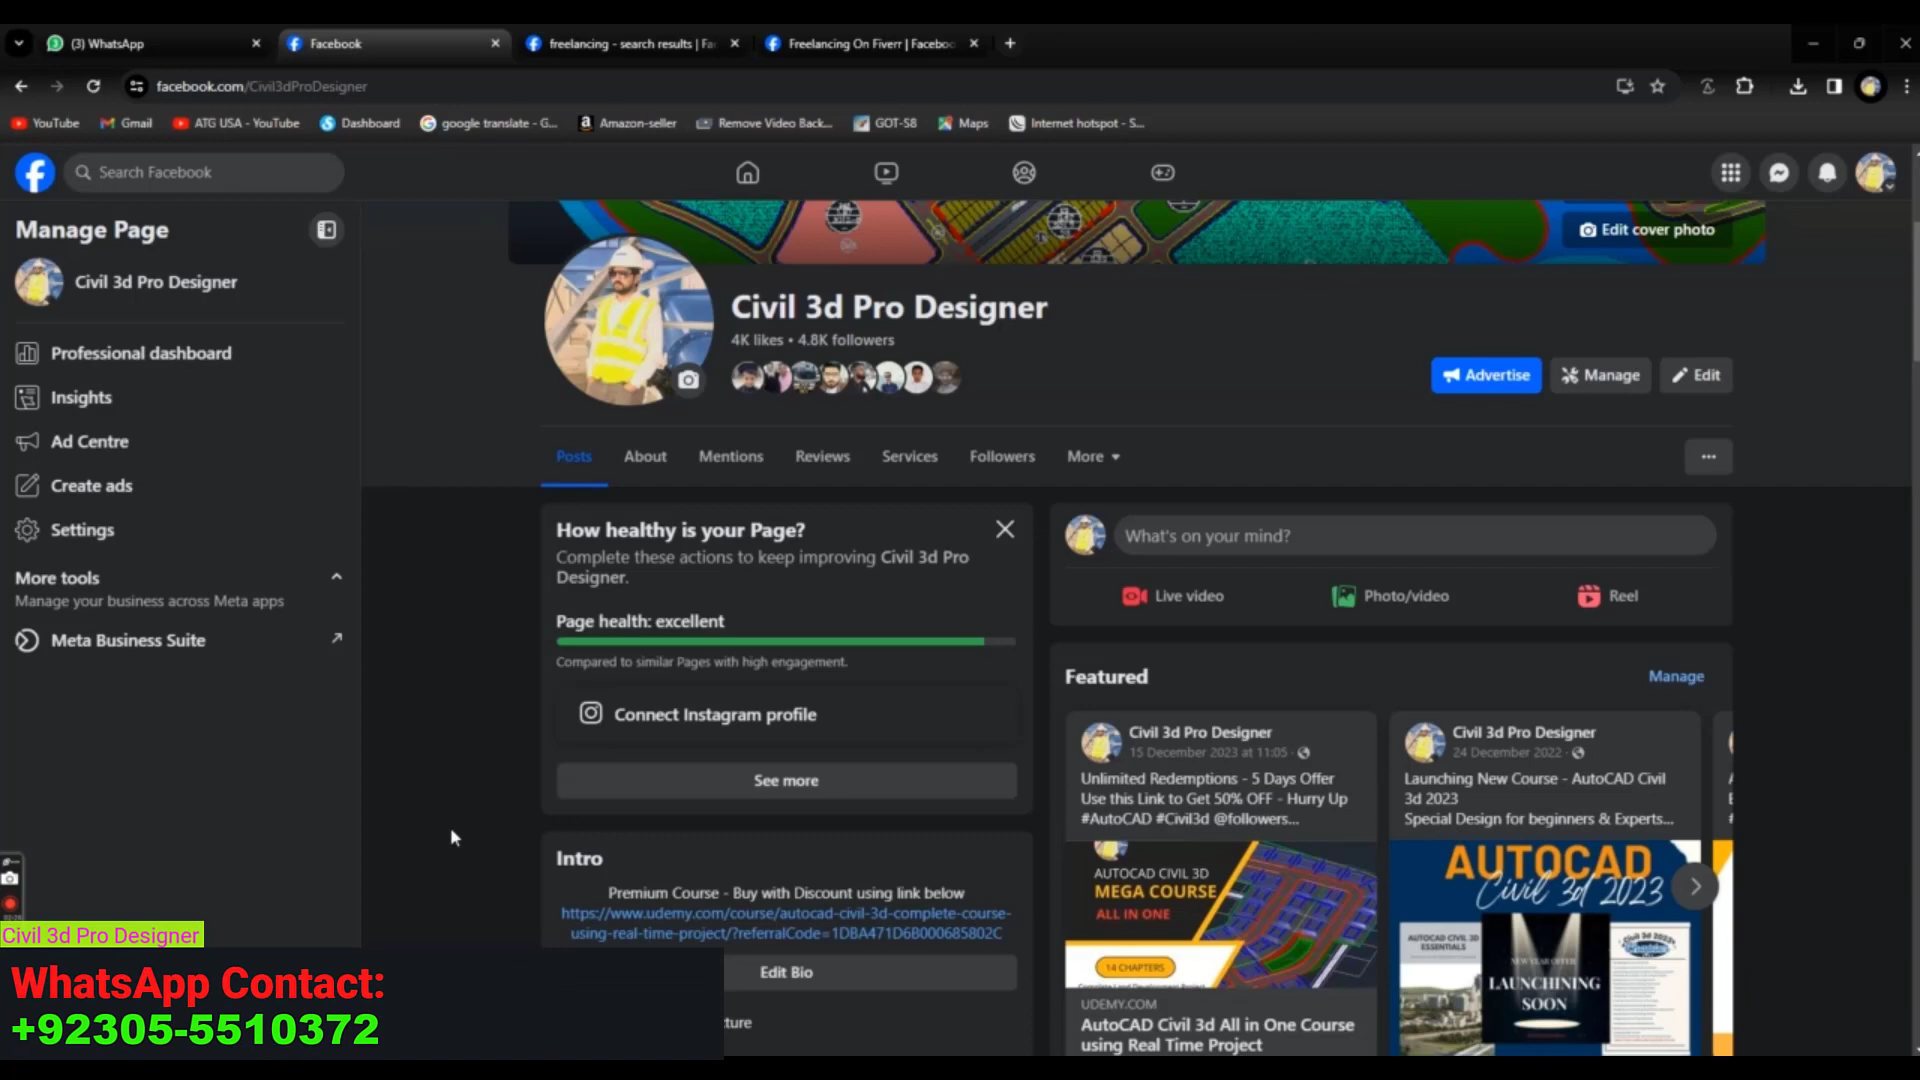 (3) WhatsApp
Facebook
freelancing - search results | Fac
Freelancing On Fiverr | Faceboo
facebook.com/Civil3dProDesigner
YouTube
Gmail
ATG USA - YouTube
Dashboard
google translate - G...
Amazon-seller
Remove Video Back...
GOT-S8
Maps
Internet hotspot - S...
Search Facebook
Manage Page
Civil 3d Pro Designer
Professional dashboard
Insights
Ad Centre
Create ads
Settings
More tools
Manage your business across Meta apps
Meta Business Suite
Edit cover photo
Civil 3d Pro Designer
4K likes • 4.8K followers
Advertise
Manage
Edit
Posts
About
Mentions
Reviews
Services
Followers
More
How healthy is your Page?
Complete these actions to keep improving Civil 3d Pro
Designer.
Page health: excellent
Compared to similar Pages with high engagement.
Connect Instagram profile
See more
Intro
Premium Course - Buy with Discount using link below
https://www.udemy.com/course/autocad-civil-3d-complete-course-
using-real-time-project/?referralCode=1DBA471D6B000685802C
Edit Bio
cture
What's on your mind?
Live video
Photo/video
Reel
Featured
Manage
Civil 3d Pro Designer
15 December 2023 at 11:05
Unlimited Redemptions - 5 Days Offer
Use this Link to Get 50% OFF - Hurry Up
#AutoCAD #Civil3d @followers...
AUTOCAD CIVIL 3D
MEGA COURSE
ALL IN ONE
14 CHAPTERS
UDEMY.COM
AutoCAD Civil 3d All in One Course
using Real Time Project
Civil 3d Pro Designer
24 December 2022
Launching New Course - AutoCAD Civil
3d 2023
Special Design for beginners & Experts...
AUTOCAD
Civil 3d 2023
AUTOCAD CIVIL 3D
ESSENTIALS
NEW YEAR OFFER
LAUNCHINING
SOON
Civil 3d Pro Designer
WhatsApp Contact:
+92305-5510372